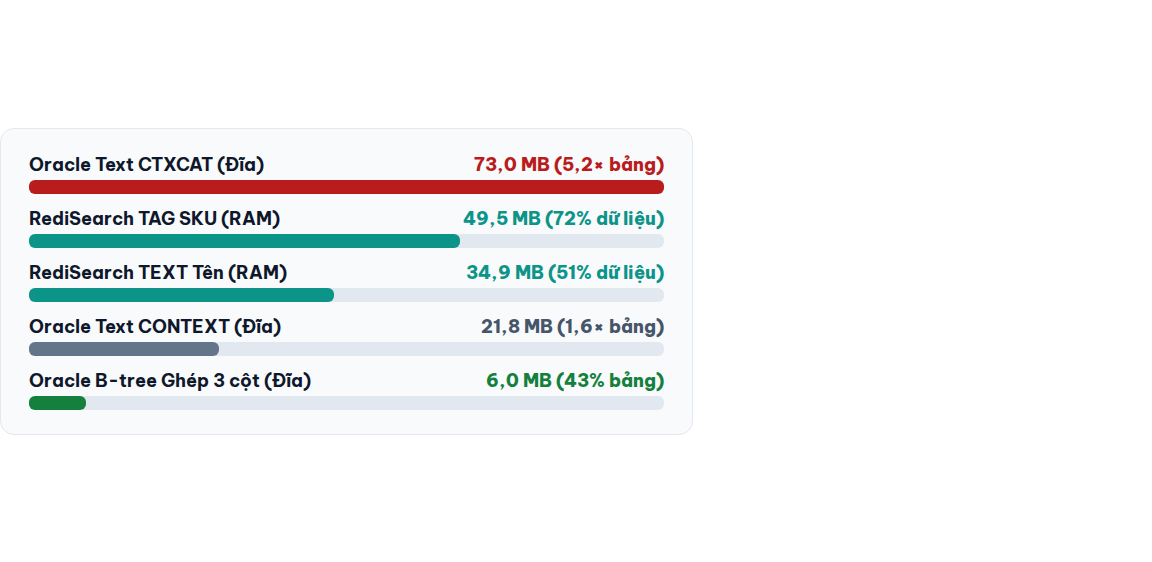 Oracle Text CTXCAT (Đĩa) 73,0 MB (5,2× bảng)
RediSearch TAG SKU (RAM) 49,5 MB (72% dữ liệu)
RediSearch TEXT Tên (RAM) 34,9 MB (51% dữ liệu)
Oracle Text CONTEXT (Đĩa) 21,8 MB (1,6× bảng)
Oracle B-tree Ghép 3 cột (Đĩa) 6,0 MB (43% bảng)